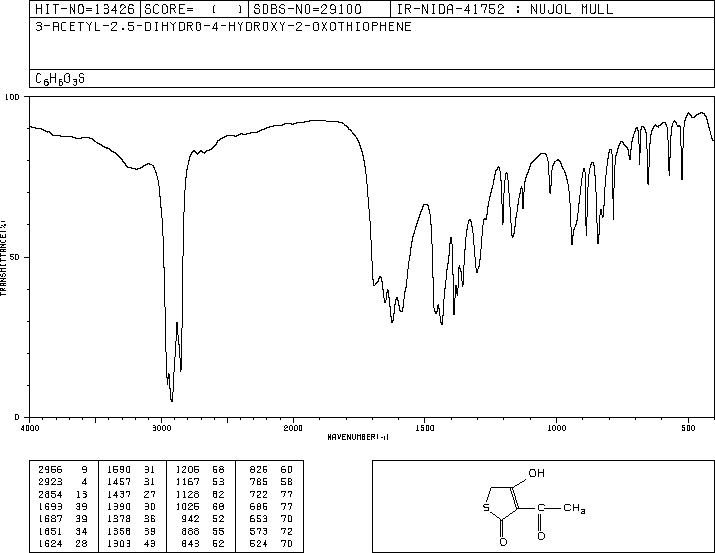 HIT-NO=13426 SCORE= ( ) SDBS-NO=29100 IR-NIDA-41752 : NUJOL MULL
3-ACETYL-2,5-DIHYDRO-4-HYDROXY-2-OXOTHIOPHENE
C6H6O3S
100
50
0
TRANSMITTANCE(%)
4000 3000 2000 1500 1000 500
WAVENUMBER(-1)
2956 9 1590 31 1206 58 826 60
2923 4 1457 31 1167 53 785 58
2854 13 1437 27 1128 62 722 77
1693 39 1390 30 1026 68 686 77
1687 39 1378 36 942 52 653 70
1651 34 1358 39 888 55 573 72
1624 28 1303 43 843 52 524 70
OH
S
C
CH3
O
O